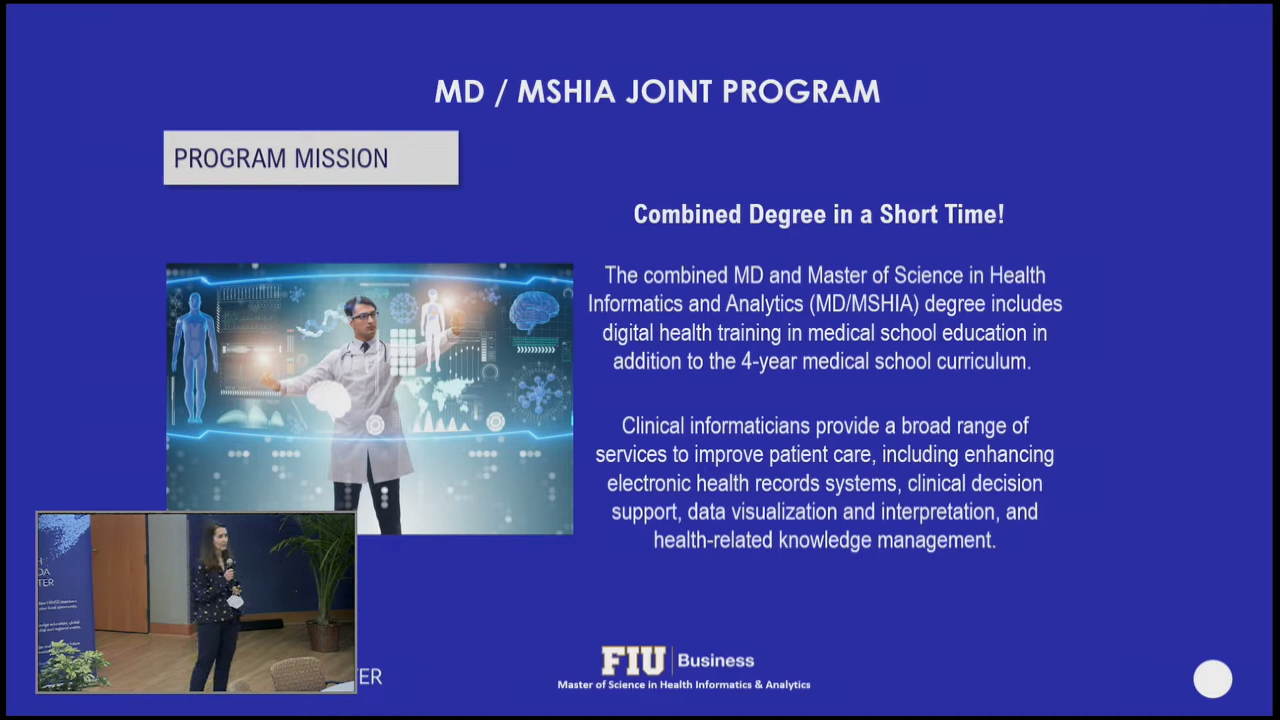 MD / MSHIA JOINT PROGRAM
PROGRAM MISSION
Combined Degree in a Short Time!
The combined MD and Master of Science in Health
Informatics and Analytics (MD/MSHIA) degree includes
digital health training in medical school education in
addition to the 4-year medical school curriculum.
Clinical informaticians provide a broad range of
services to improve patient care, including enhancing
electronic health records systems, clinical decision
support, data visualization and interpretation, and
health-related knowledge management.
TER
FIU Business
Master of Science in Health Informatics & Analytics